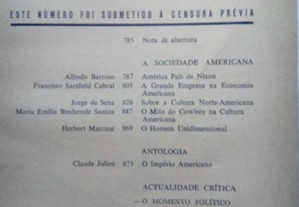 ESTE NÚMERO FOI SUBMETIDO À CENSURA PRÉVIA
785 Nota de abertura
A SOCIEDADE AMERICANA
Alfredo Barroso 787 América País de Nixon
Francisco Sarsfield Cabral 805 A Grande Empresa na Economia
Americana
Jorge de Sena 826 Sobre a Cultura Norte-Americana
Maria Emília Brederode Santos 847 O Mito do Cowboy na Cultura
Americana
Herbert Marcuse 969 O Homem Unidimensional
ANTOLOGIA
Claude Julien 875 O Império Americano
ACTUALIDADE CRÍTICA
—O MOMENTO POLÍTICO